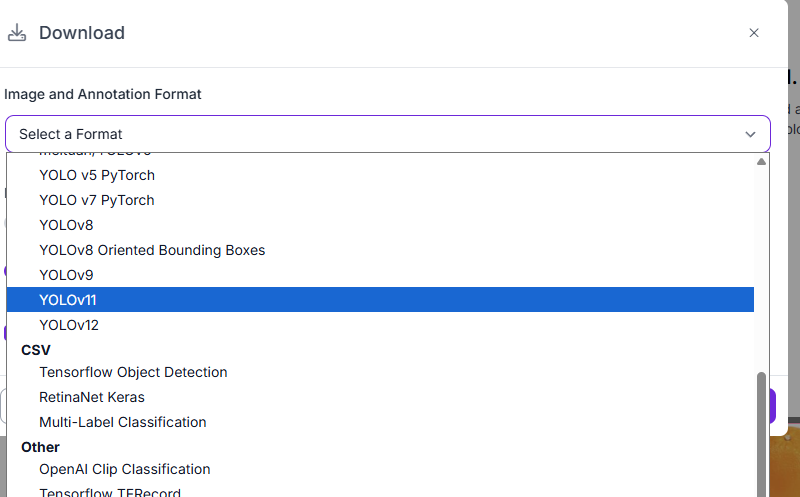 Download
Image and Annotation Format
Select a Format
YOLO v5 PyTorch
YOLO v7 PyTorch
YOLOv8
YOLOv8 Oriented Bounding Boxes
YOLOv9
YOLOv11
YOLOv12
CSV
Tensorflow Object Detection
RetinaNet Keras
Multi-Label Classification
Other
OpenAI Clip Classification
Tensorflow TFRecord